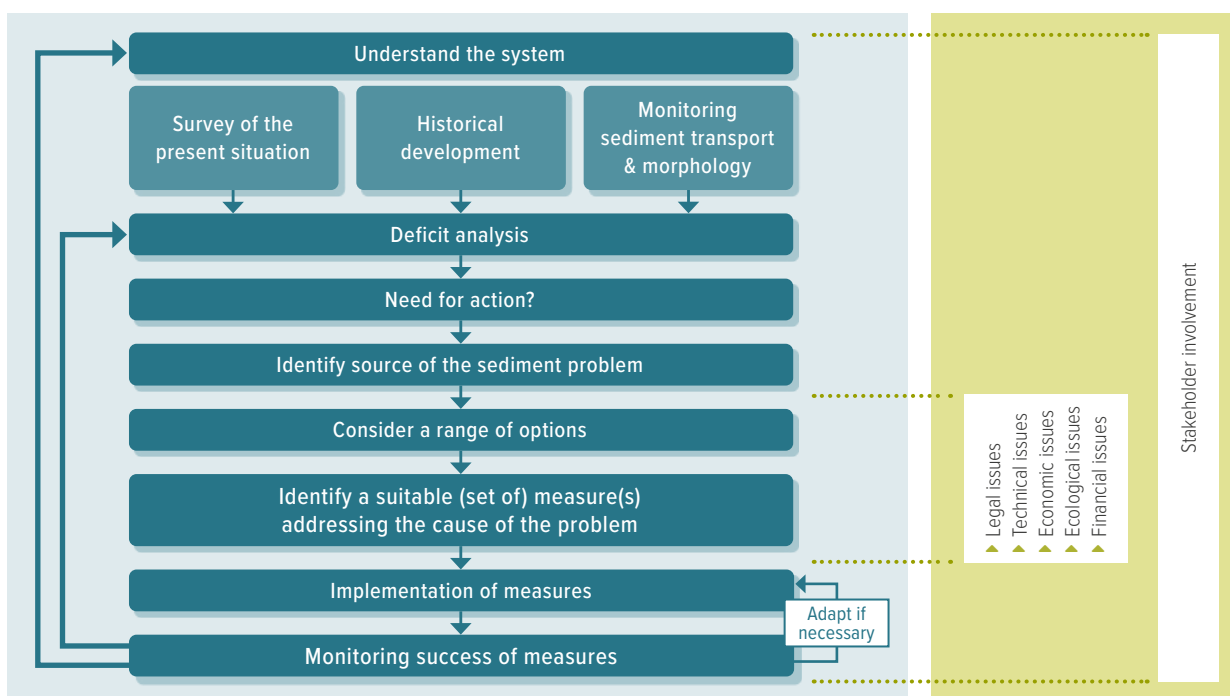 Understand the system
Survey of the
present situation
Historical
development
Monitoring
sediment transport
& morphology
Deficit analysis
Need for action?
Identify source of the sediment problem
Consider a range of options
Identify a suitable (set of) measure(s)
addressing the cause of the problem
Implementation of measures
Adapt if
necessary
Monitoring success of measures
Legal issues
Technical issues
Economic issues
Ecological issues
Financial issues
Stakeholder involvement